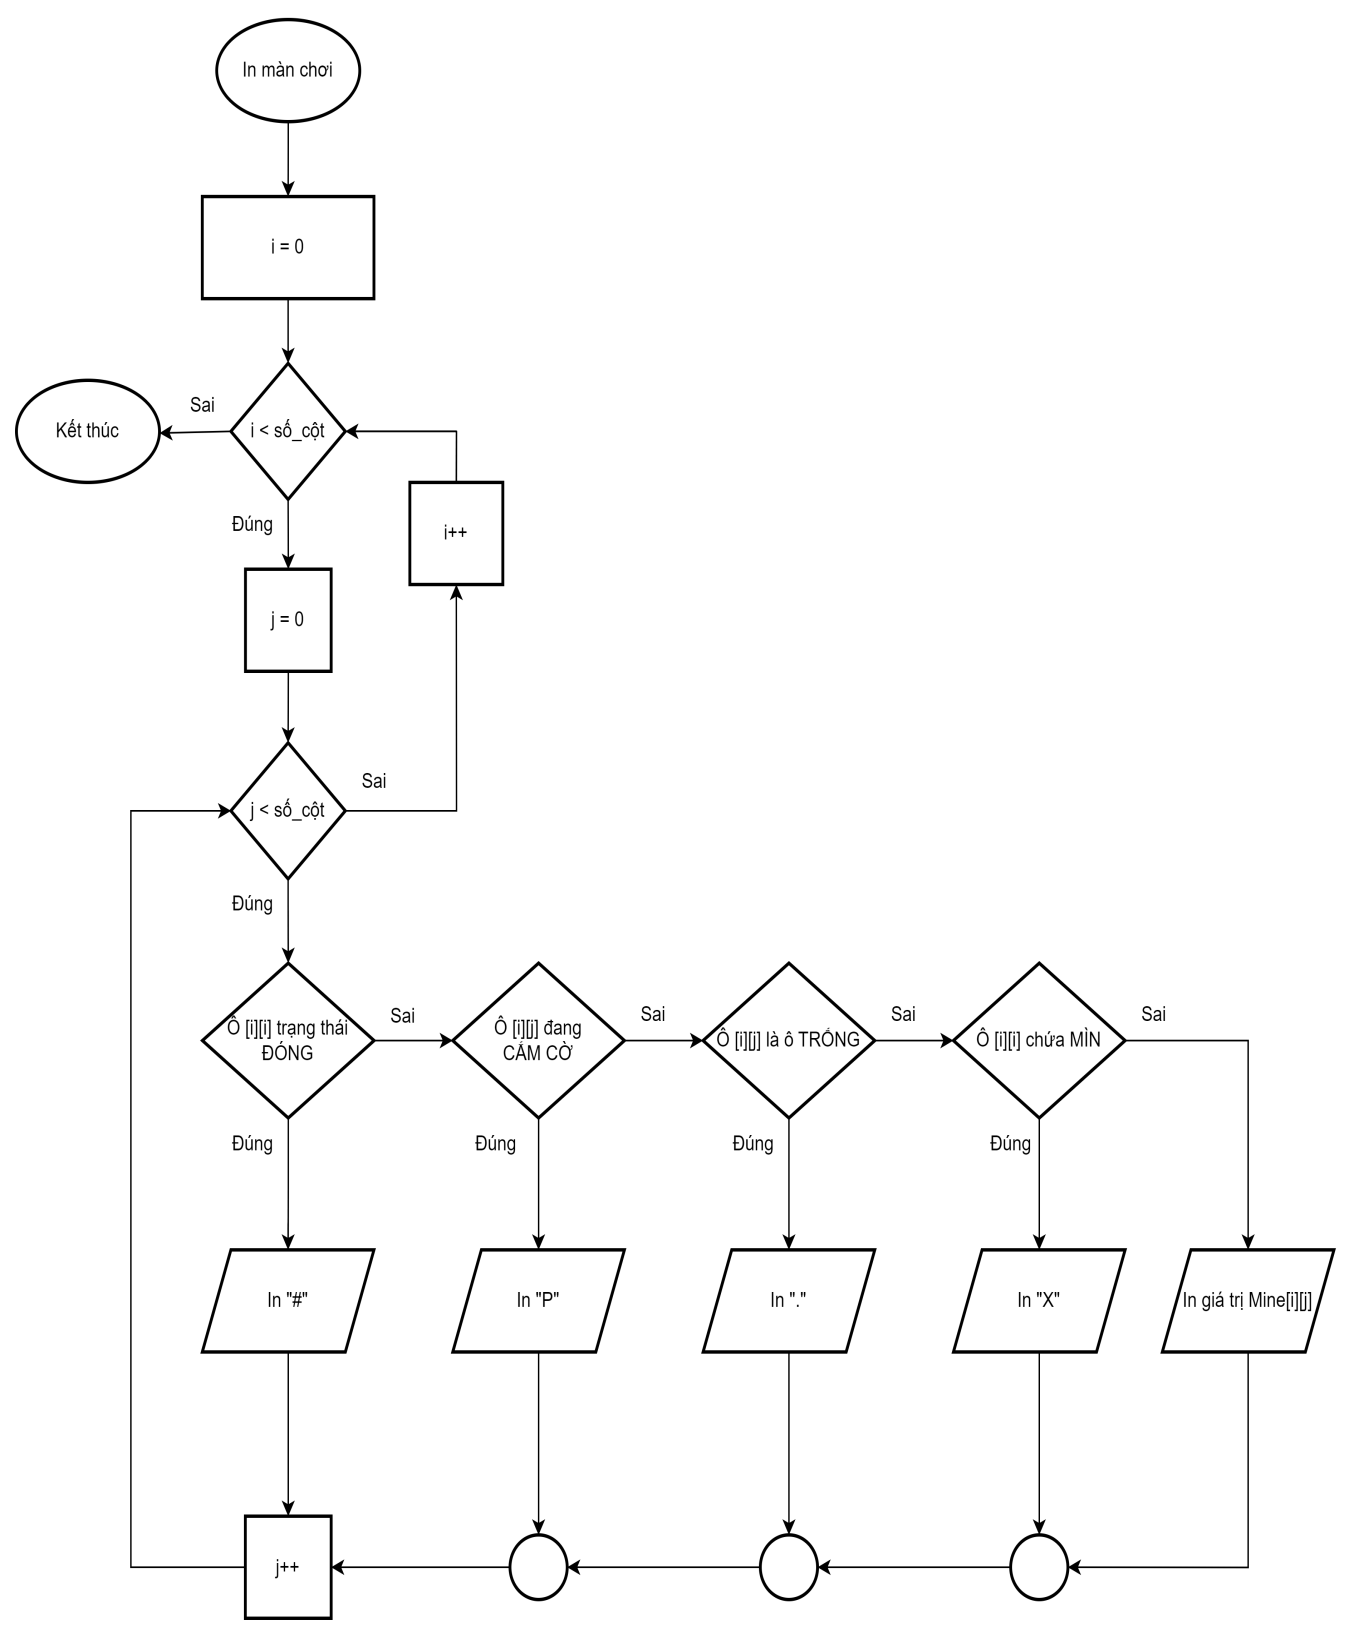 In màn chơi
i = 0
Sai
Kết thúc
i < số_cột
Đúng
i++
j = 0
Sai
j < số_cột
Đúng
Ô [i][i] trạng thái
ĐÓNG
Sai
Ô [i][j] đang
CẮM CỜ
Sai
Ô [i][j] là ô TRỐNG
Sai
Ô [i][i] chứa MÌN
Sai
Đúng
Đúng
Đúng
Đúng
In "#"
In "P"
In "."
In "X"
In giá trị Mine[i][j]
j++